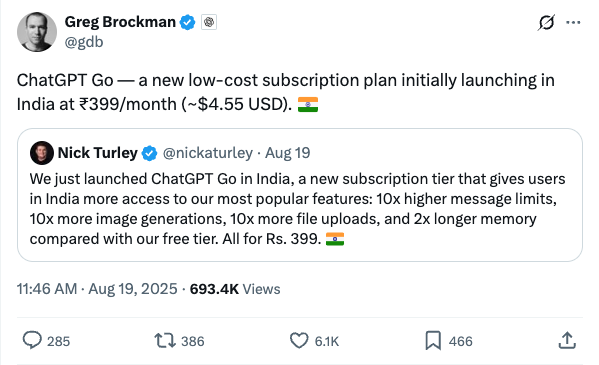 Greg Brockman
@gdb
ChatGPT Go — a new low-cost subscription plan initially launching in
India at ₹399/month (~$4.55 USD). 🇮🇳
Nick Turley @nickaturley · Aug 19
We just launched ChatGPT Go in India, a new subscription tier that gives users
in India more access to our most popular features: 10x higher message limits,
10x more image generations, 10x more file uploads, and 2x longer memory
compared with our free tier. All for Rs. 399. 🇮🇳
11:46 AM · Aug 19, 2025 · 693.4K Views
285 386 6.1K 466